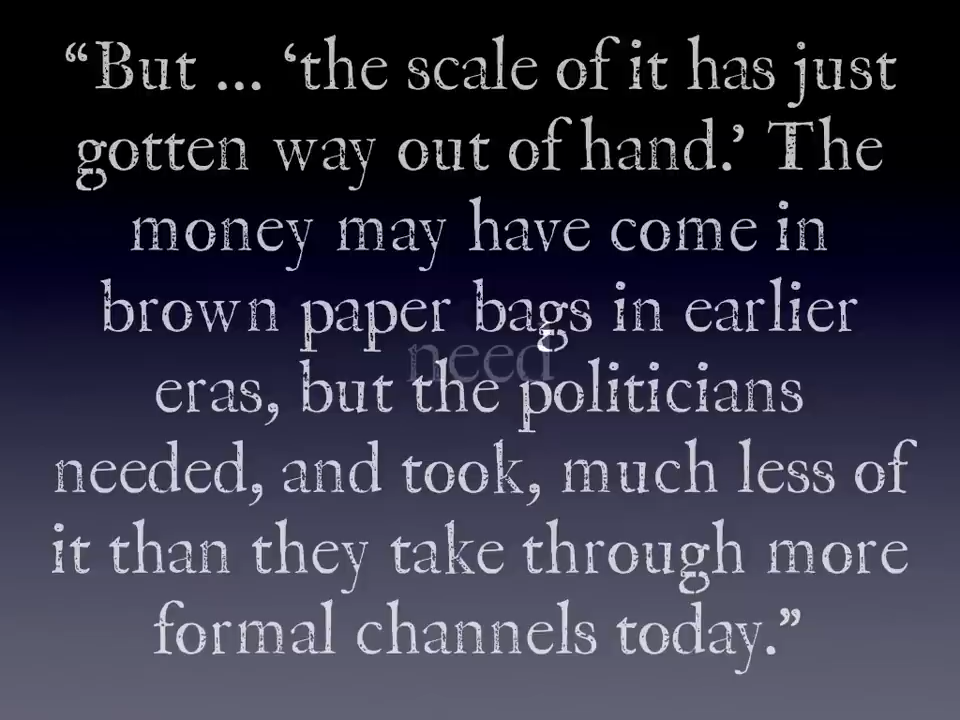 “But ... ‘the scale of it has just
gotten way out of hand.’ The
money may have come in
brown paper bags in earlier
need
eras, but the politicians
needed, and took, much less of
it than they take through more
formal channels today.”